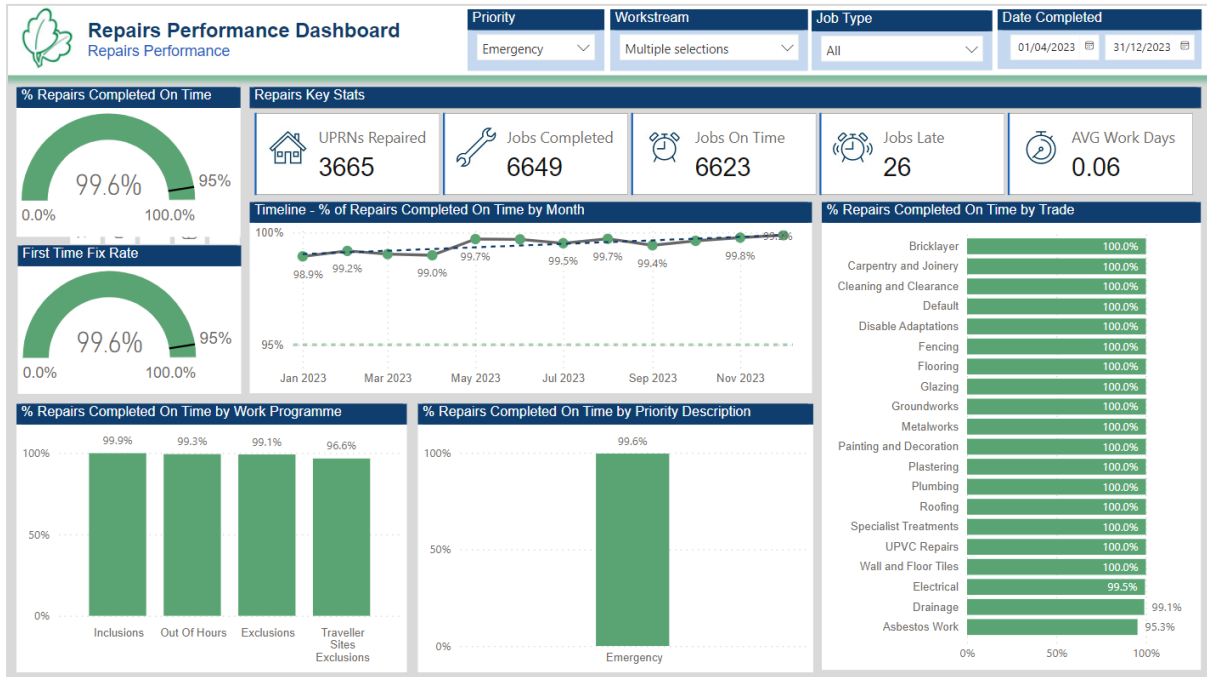 Repairs Performance Dashboard
Repairs Performance
Priority
Emergency
Workstream
Multiple selections
Job Type
All
Date Completed
01/04/2023
31/12/2023
% Repairs Completed On Time
99.6%
95%
0.0%
100.0%
First Time Fix Rate
99.6%
95%
0.0%
100.0%
Repairs Key Stats
UPRNs Repaired
3665
Jobs Completed
6649
Jobs On Time
6623
Jobs Late
26
AVG Work Days
0.06
Timeline - % of Repairs Completed On Time by Month
100%
98.9%
99.2%
99.0%
99.7%
99.5%
99.7%
99.4%
99.8%
95%
Jan 2023
Mar 2023
May 2023
Jul 2023
Sep 2023
Nov 2023
% Repairs Completed On Time by Trade
Bricklayer 100.0%
Carpentry and Joinery 100.0%
Cleaning and Clearance 100.0%
Default 100.0%
Disable Adaptations 100.0%
Fencing 100.0%
Flooring 100.0%
Glazing 100.0%
Groundworks 100.0%
Metalworks 100.0%
Painting and Decoration 100.0%
Plastering 100.0%
Plumbing 100.0%
Roofing 100.0%
Specialist Treatments 100.0%
UPVC Repairs 100.0%
Wall and Floor Tiles 100.0%
Electrical 99.5%
Drainage 99.1%
Asbestos Work 95.3%
0%
50%
100%
% Repairs Completed On Time by Work Programme
99.9%
99.3%
99.1%
96.6%
100%
50%
0%
Inclusions
Out Of Hours
Exclusions
Traveller
Sites
Exclusions
% Repairs Completed On Time by Priority Description
99.6%
100%
50%
0%
Emergency